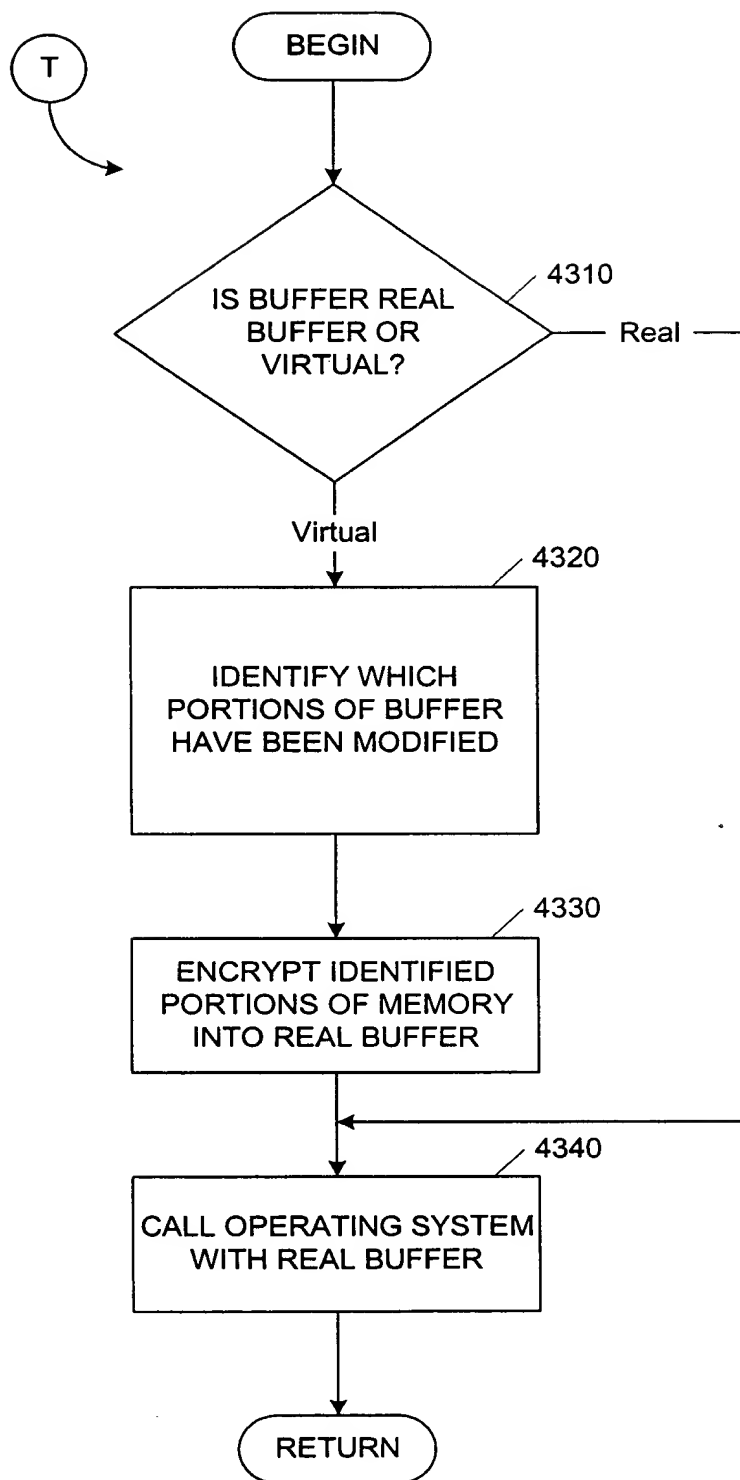 T
BEGIN
4310
IS BUFFER REAL
BUFFER OR
VIRTUAL?
Real
Virtual
4320
IDENTIFY WHICH
PORTIONS OF BUFFER
HAVE BEEN MODIFIED
4330
ENCRYPT IDENTIFIED
PORTIONS OF MEMORY
INTO REAL BUFFER
4340
CALL OPERATING SYSTEM
WITH REAL BUFFER
RETURN